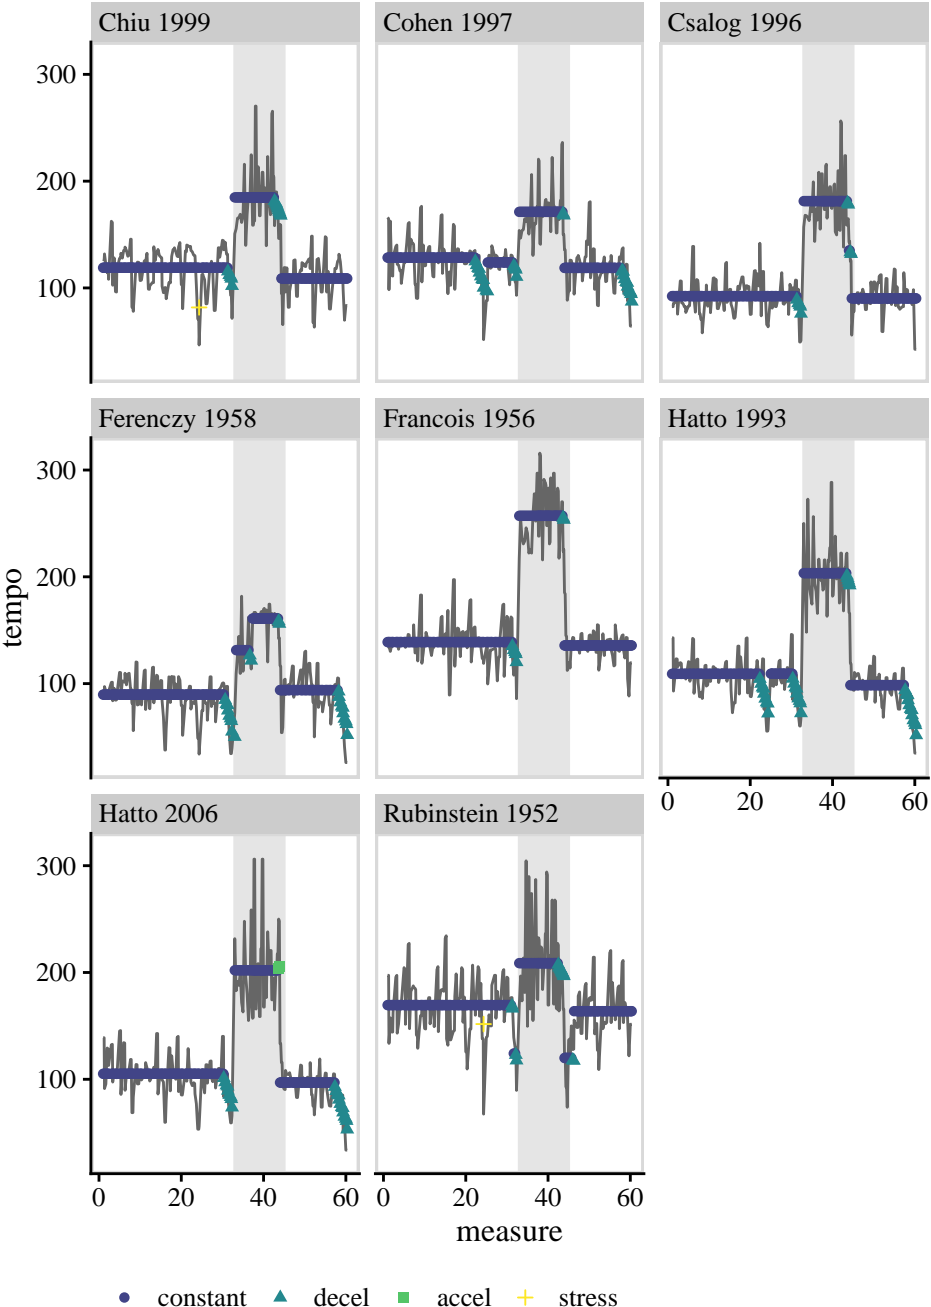 Chiu 1999 Cohen 1997 Csalog 1996
300
200
100
Ferenczy 1958 Francois 1956 Hatto 1993
300
200
100
tempo
0 20 40 60
Hatto 2006 Rubinstein 1952
300
200
100
0 20 40 60 0 20 40 60
measure
constant decel accel stress